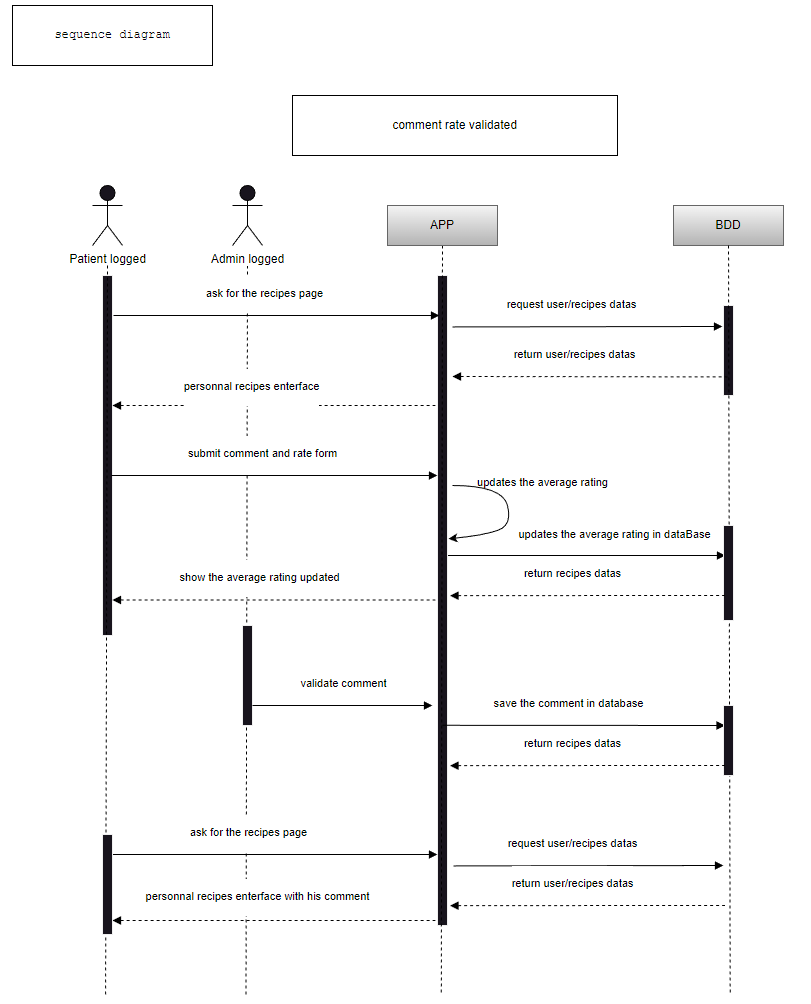 sequence diagram
comment rate validated
APP
BDD
Patient logged
Admin logged
ask for the recipes page
request user/recipes datas
return user/recipes datas
personnal recipes enterface
submit comment and rate form
updates the average rating
updates the average rating in dataBase
return recipes datas
show the average rating updated
validate comment
save the comment in database
return recipes datas
ask for the recipes page
request user/recipes datas
return user/recipes datas
personnal recipes enterface with his comment